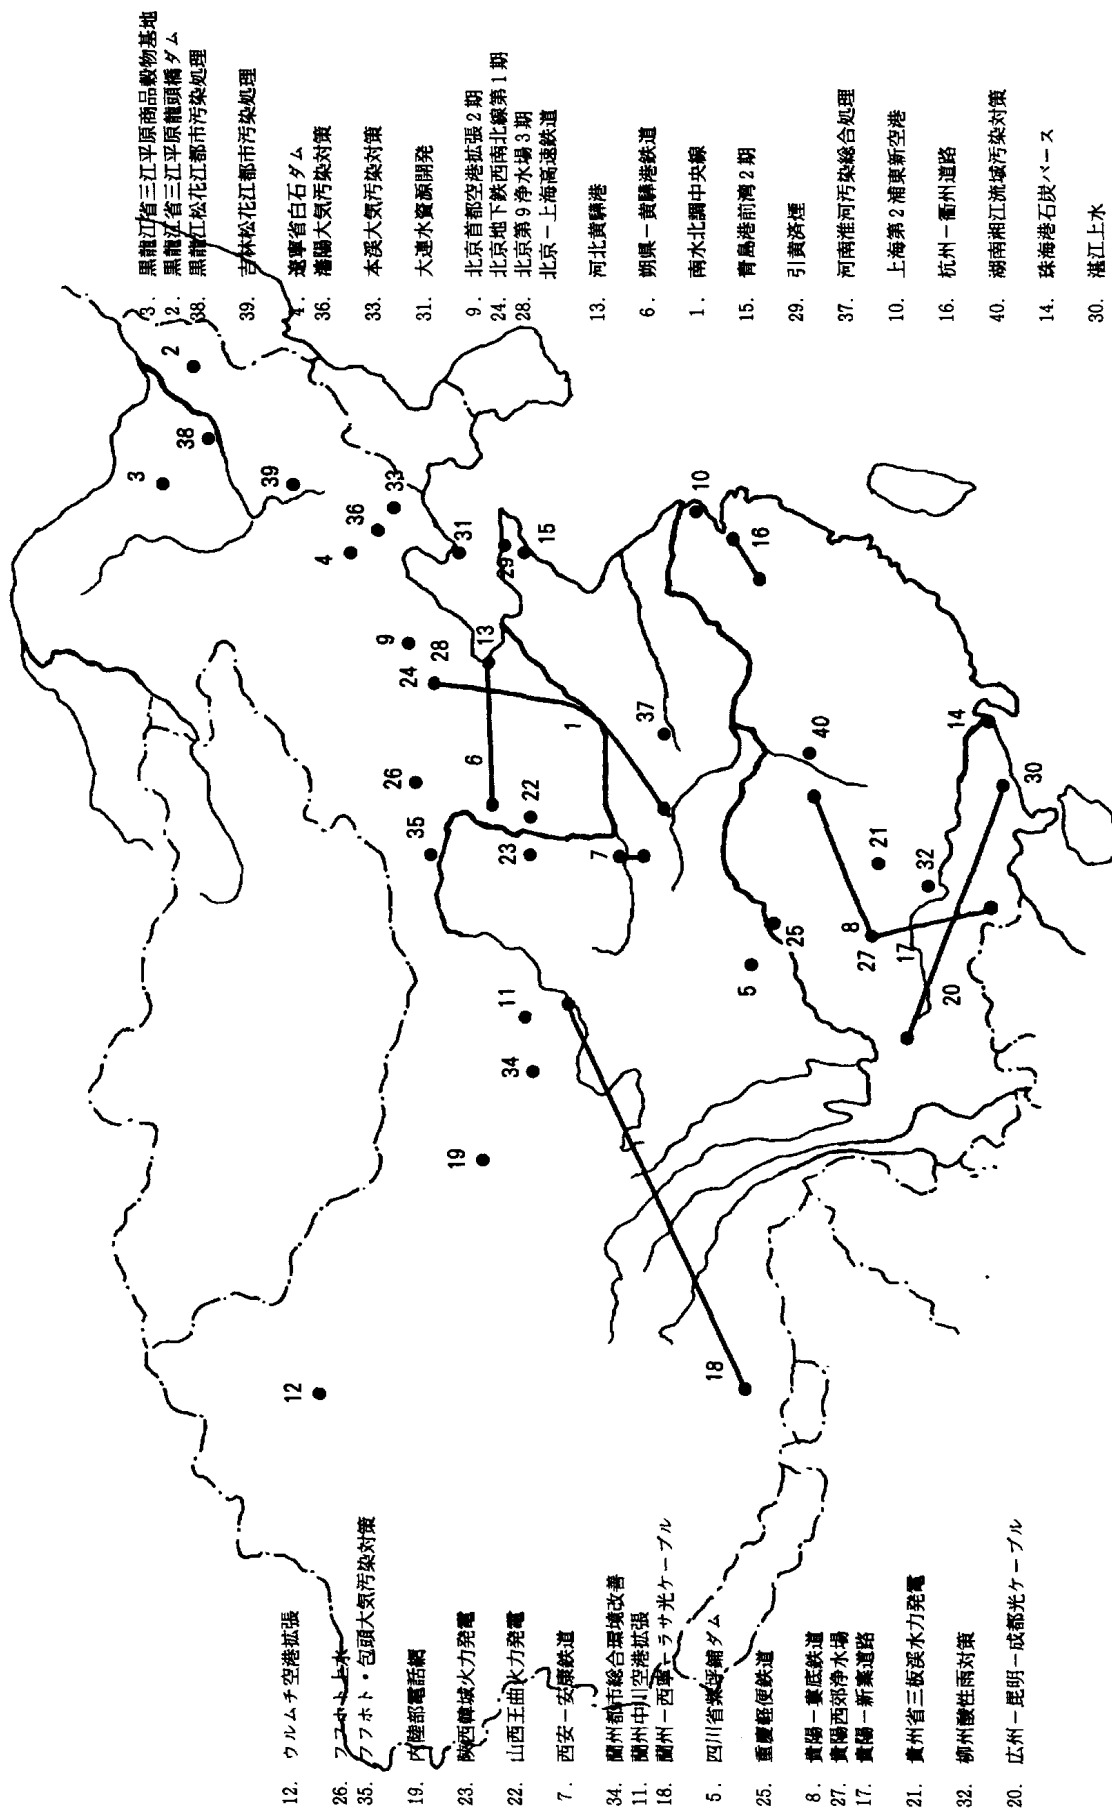 12. ウルムチ空港拡張
26. フフホト上水
35. フフホト・包頭大気汚染対策
19. 内陸部電話網
23. 陝西韓城火力発電
22. 山西王曲火力発電
7. 西安－安康鉄道
34. 蘭州都市総合環境改善
11. 蘭州中川空港拡張
18. 蘭州－西寧－ラサ光ケーブル
5. 四川省紫坪鋪ダム
25. 重慶軽便鉄道
8. 貴陽－婁底鉄道
27. 貴陽西郊浄水場
17. 貴陽－新寨道路
21. 貴州省三板渓水力発電
32. 柳州酸性雨対策
20. 広州－昆明－成都光ケーブル
3
2
38
39
12
4
36
33
9
26
35
24
28
31
19
6
13
29
11
34
23
22
15
1
7
37
10
18
5
16
25
40
8
27
21
17
32
20
14
30
3. 黒龍江省三江平原商品穀物基地
2. 黒龍江省三江平原龍頭橋ダム
38. 黒龍江松花江都市汚染処理
39. 吉林松花江都市汚染処理
4. 遼寧省白石ダム
36. 瀋陽大気汚染対策
33. 本渓大気汚染対策
31. 大連水資源開発
9. 北京首都空港拡張２期
24. 北京地下鉄西南北線第１期
28. 北京第９浄水場３期
北京－上海高速鉄道
13. 河北黄驊港
6. 朔県－黄驊港鉄道
1. 南水北調中央線
15. 青島港前湾２期
29. 引黄済煙
37. 河南淮河汚染総合処理
10. 上海第２浦東新空港
16. 杭州－衢州道路
40. 湖南湘江流域汚染対策
14. 珠海港石炭バース
30. 湛江上水